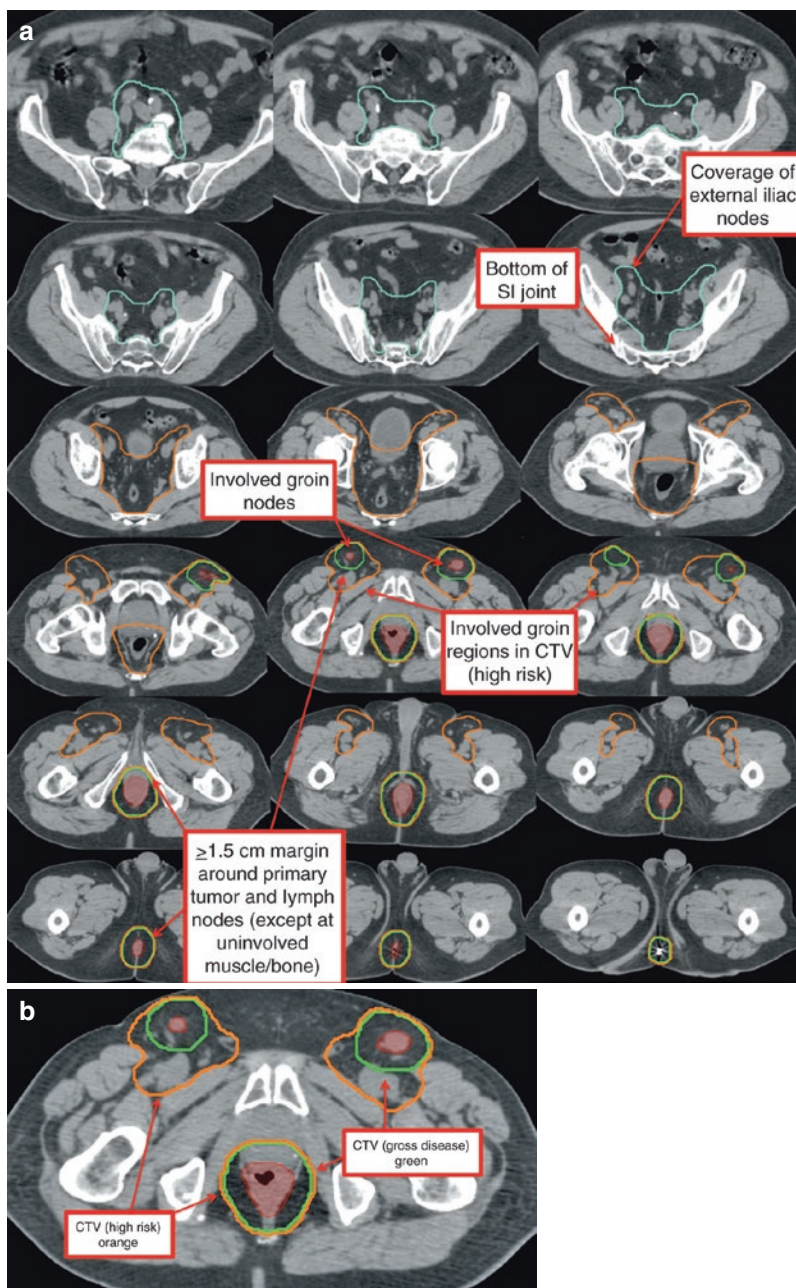 a
Coverage of
external iliac
nodes
Bottom of
SI joint
Involved groin
nodes
Involved groin
regions in CTV
(high risk)
≥1.5 cm margin
around primary
tumor and lymph
nodes (except at
uninvolved
muscle/bone)
b
CTV (gross disease)
green
CTV (high risk)
orange